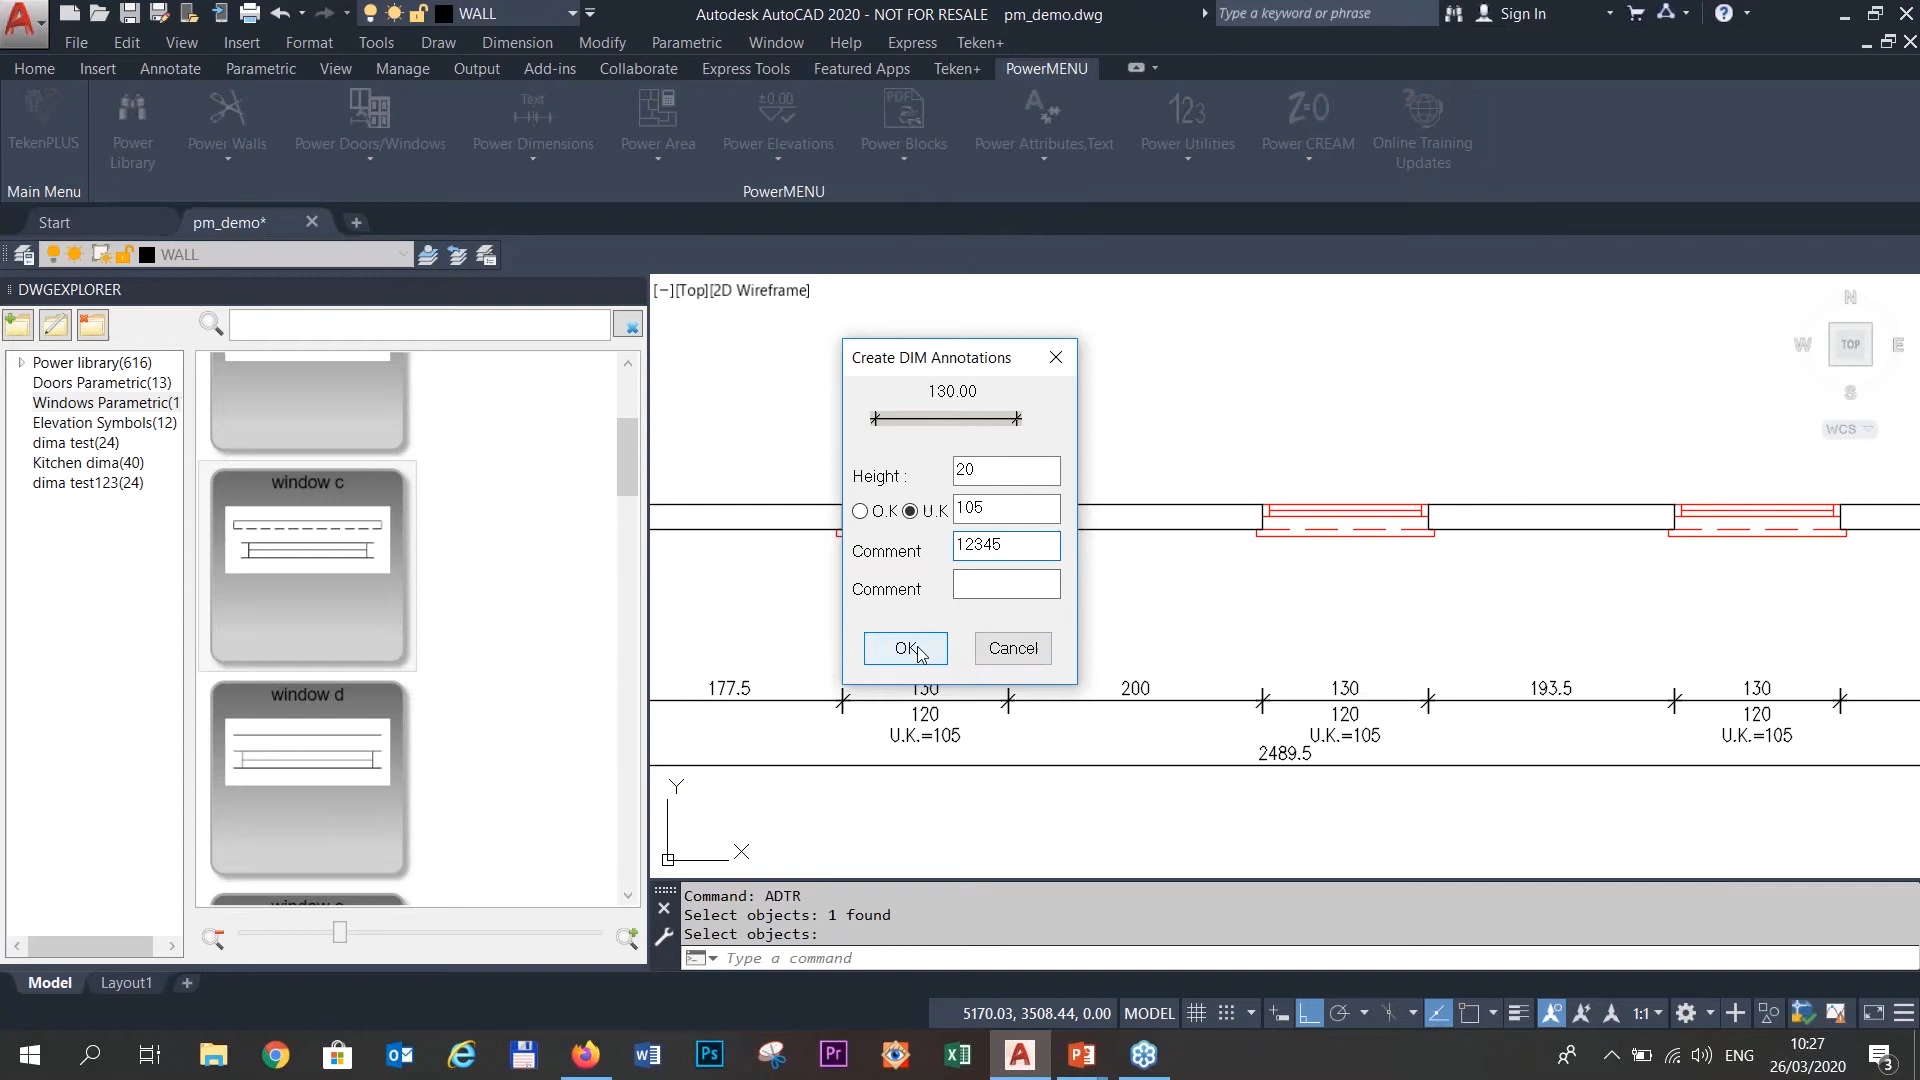 WALL
Autodesk AutoCAD 2020 - NOT FOR RESALE pm_demo.dwg
Type a keyword or phrase
Sign In
File Edit View Insert Format Tools Draw Dimension Modify Parametric Window Help Express Teken+
Home Insert Annotate Parametric View Manage Output Add-ins Collaborate Express Tools Featured Apps Teken+ PowerMENU
Text ±0.00 PDFL A 123 Z=0
TekenPLUS Power Library Power Walls Power Doors/Windows Power Dimensions Power Area Power Elevations Power Blocks Power Attributes,Text Power Utilities Power CREAM Online Training Updates
Main Menu PowerMENU
Start pm_demo*
WALL
DWGEXPLORER
Power library(616)
Doors Parametric(13)
Windows Parametric(1
Elevation Symbols(12)
dima test(24)
Kitchen dima(40)
dima test123(24)
window c
window d
[−][Top][2D Wireframe]
N
W TOP E
S
WCS
Create DIM Annotations
130.00
Height : 20
O.K U.K 105
Comment 12345
Comment
OK Cancel
177.5 130 200 130 193.5 130
120 120 120
U.K.=105 U.K.=105 U.K.=105
2489.5
Y
X
Command: ADTR
Select objects: 1 found
Select objects:
Type a command
Model Layout1
5170.03, 3508.44, 0.00 MODEL 1:1
ENG
10:27
26/03/2020
3